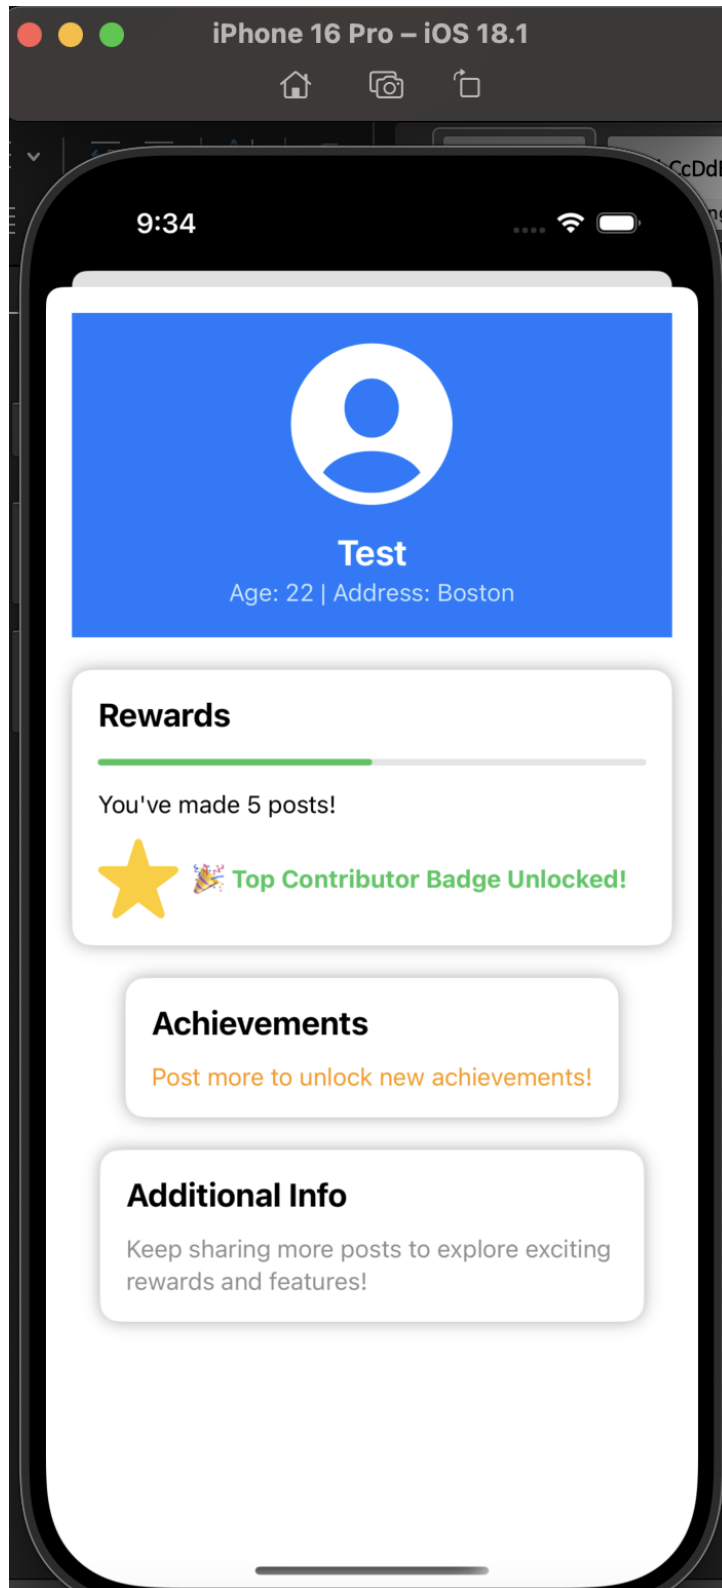 iPhone 16 Pro – iOS 18.1
CcDdE
9:34
Test
Age: 22 | Address: Boston
Rewards
You've made 5 posts!
🎉 Top Contributor Badge Unlocked!
Achievements
Post more to unlock new achievements!
Additional Info
Keep sharing more posts to explore exciting
rewards and features!